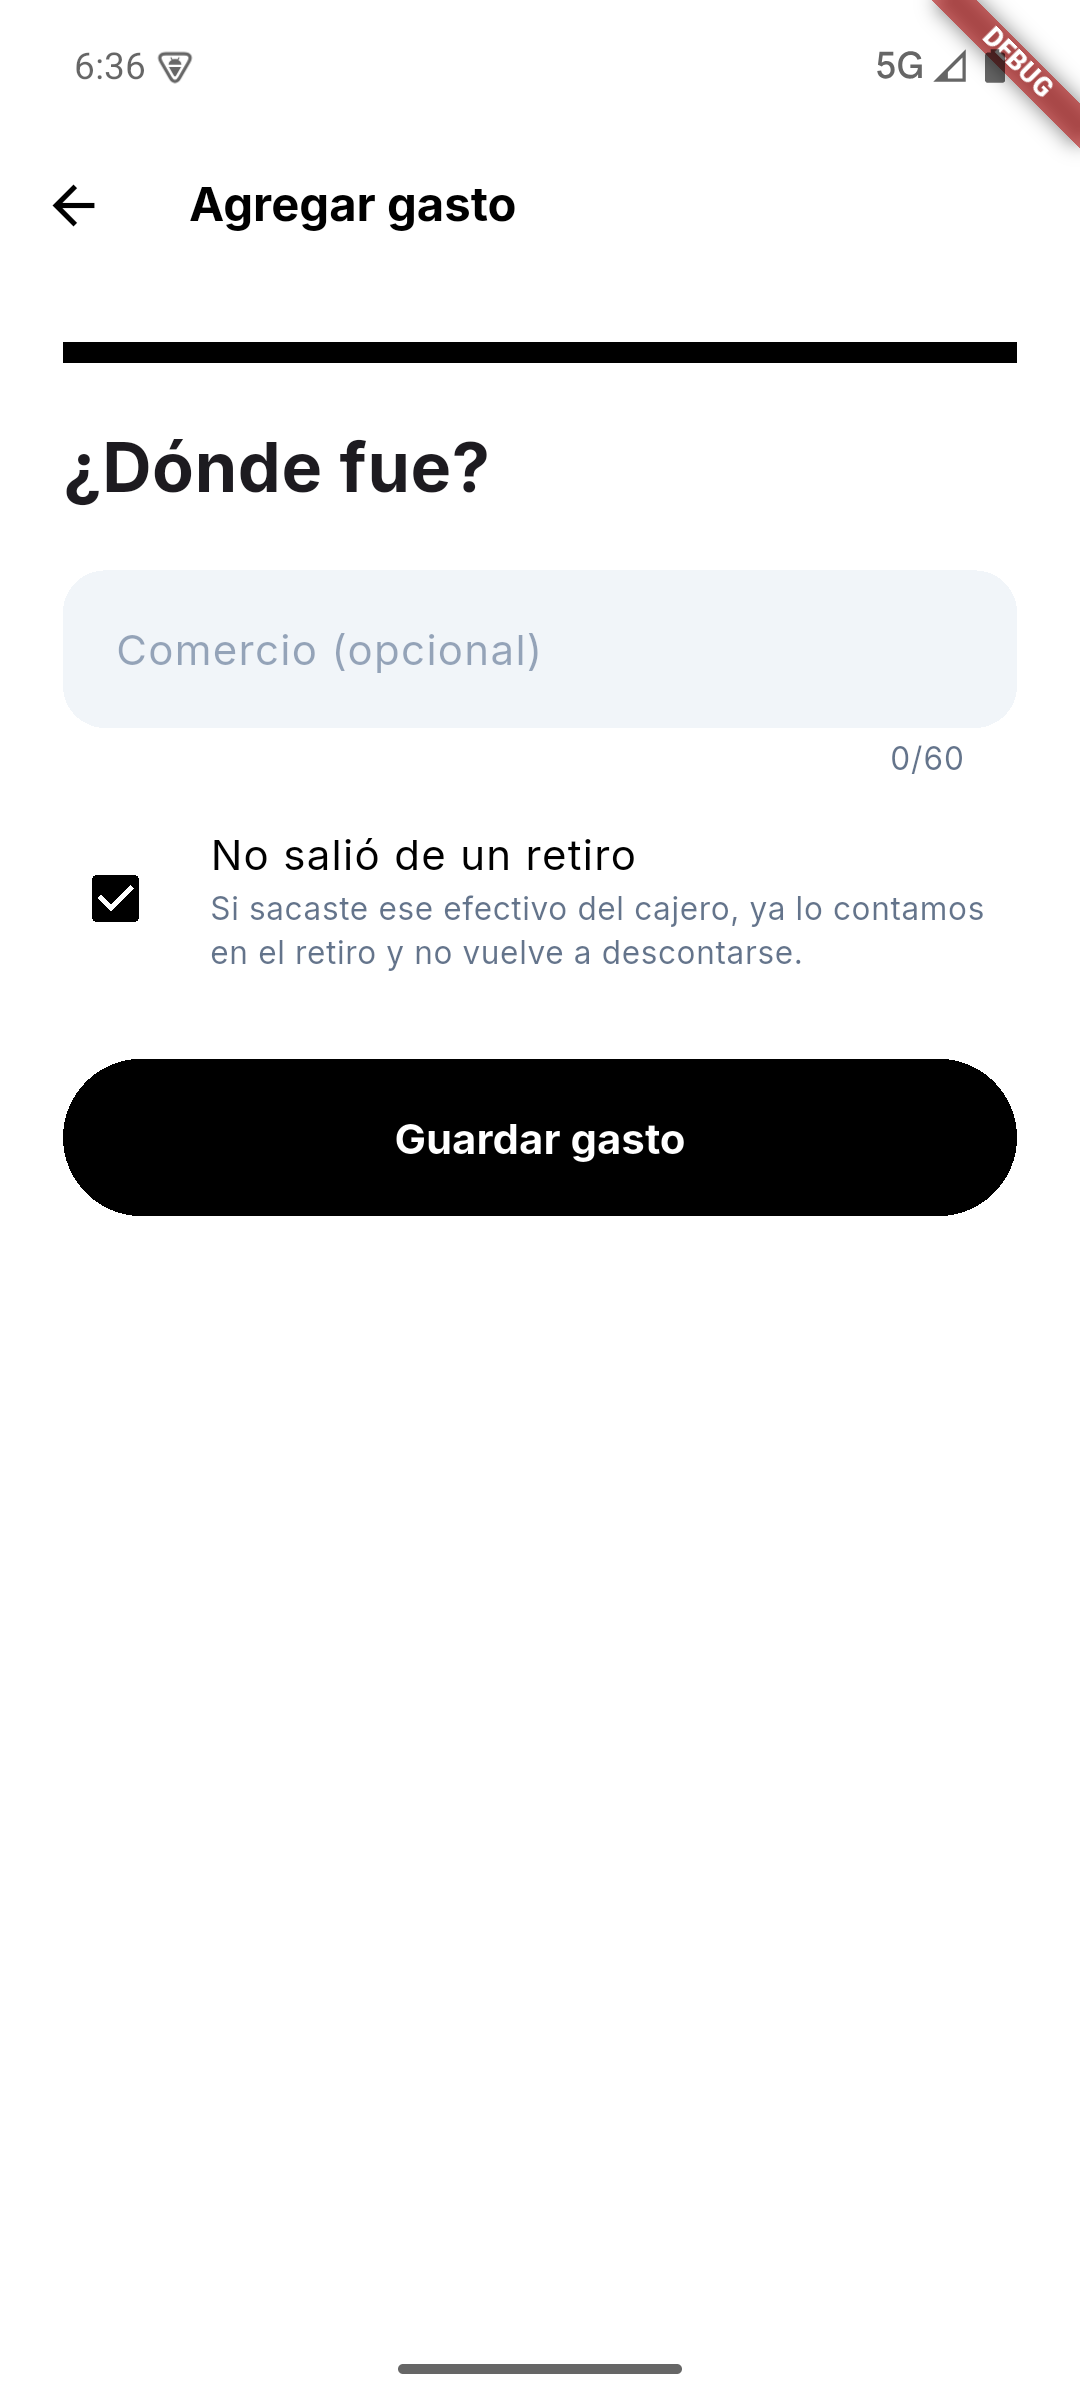 6:36
5G
DEBUG
Agregar gasto
¿Dónde fue?
Comercio (opcional)
0/60
No salió de un retiro
Si sacaste ese efectivo del cajero, ya lo contamos
en el retiro y no vuelve a descontarse.
Guardar gasto